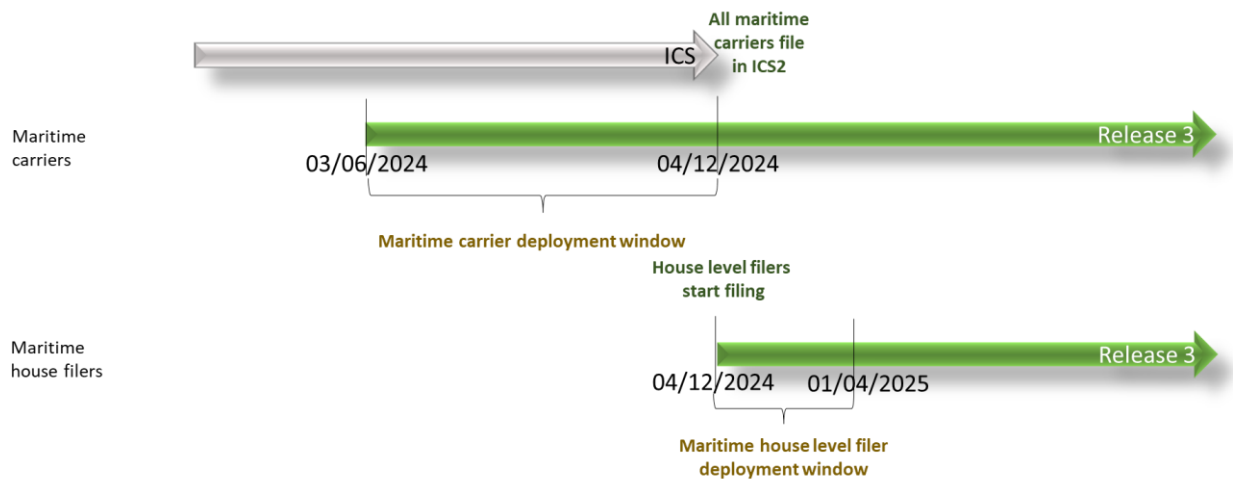 All maritime
carriers file
in ICS2
ICS
Maritime
carriers
Release 3
03/06/2024
04/12/2024
Maritime carrier deployment window
House level filers
start filing
Maritime
house filers
Release 3
04/12/2024
01/04/2025
Maritime house level filer
deployment window